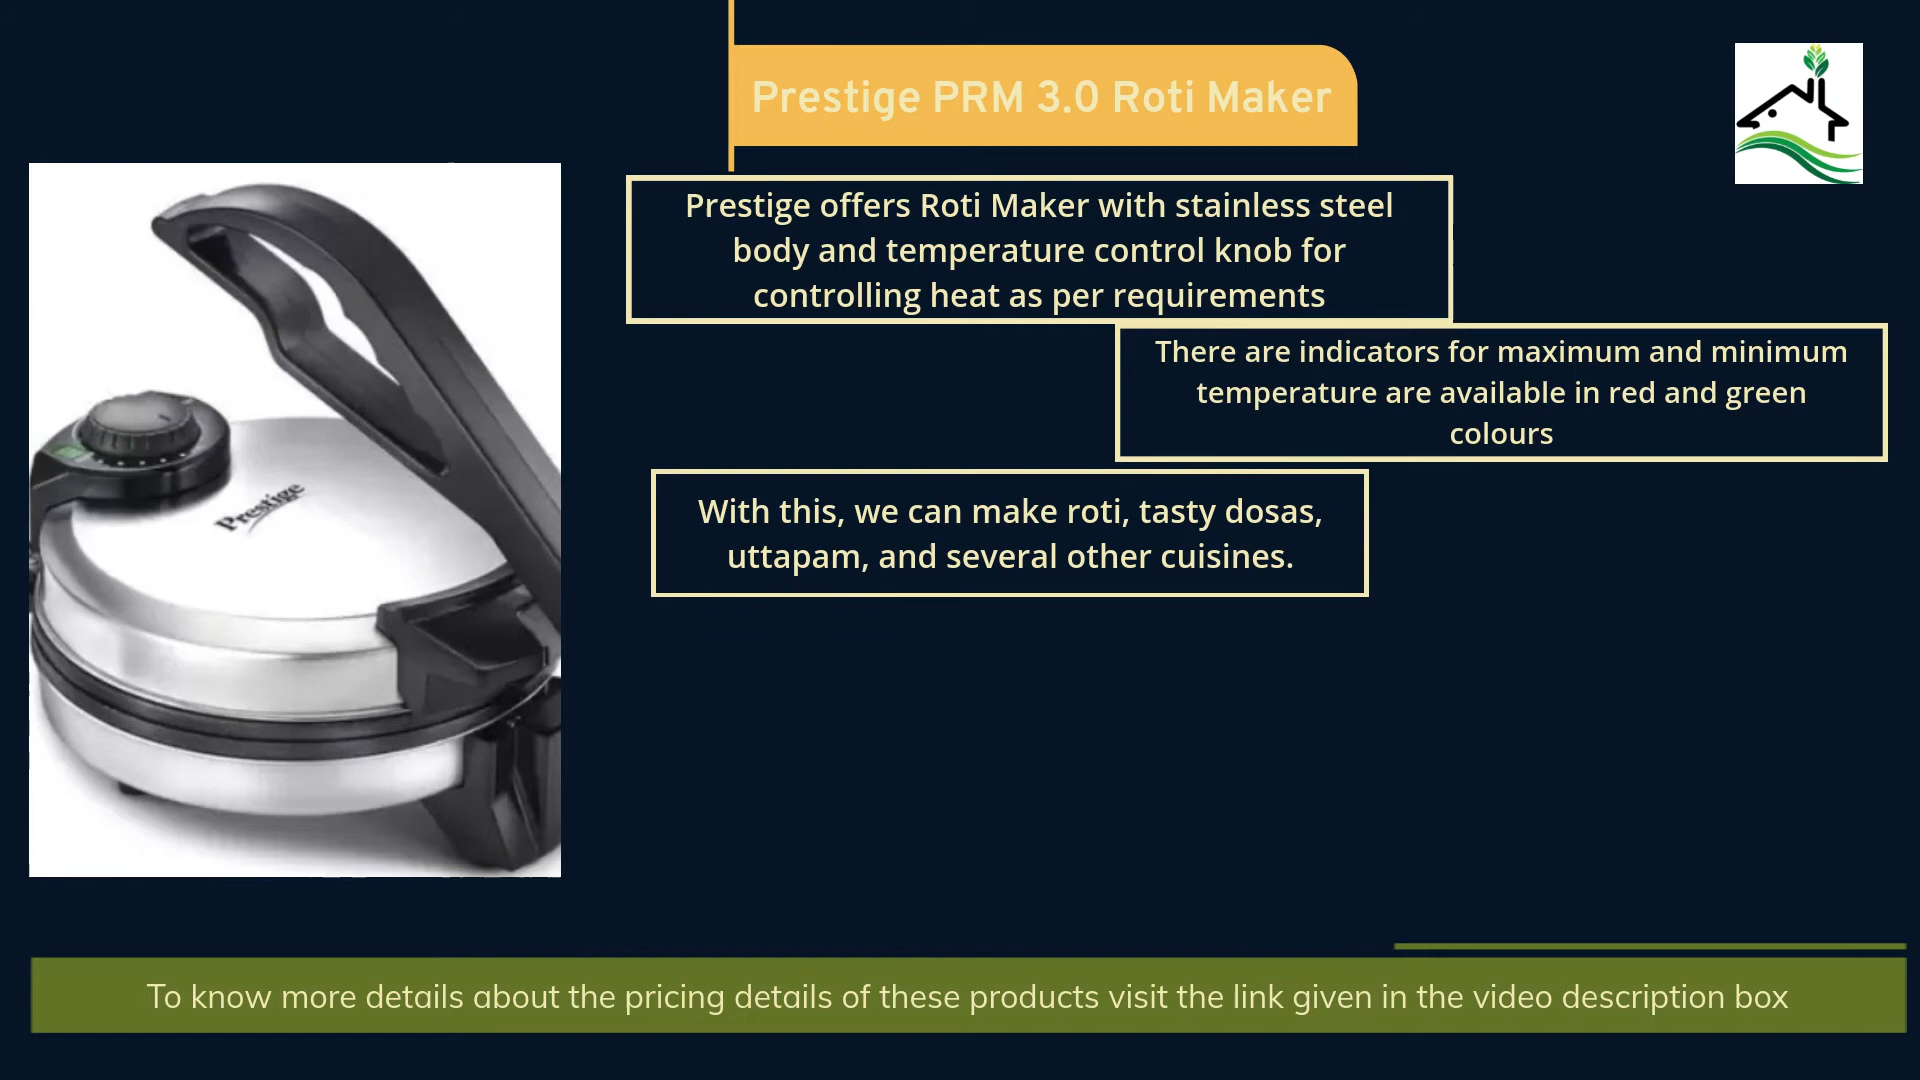 Prestige PRM 3.0 Roti Maker
Prestige offers Roti Maker with stainless steel
body and temperature control knob for
controlling heat as per requirements
There are indicators for maximum and minimum
temperature are available in red and green
colours
Prestige
With this, we can make roti, tasty dosas,
uttapam, and several other cuisines.
To know more details about the pricing details of these products visit the link given in the video description box